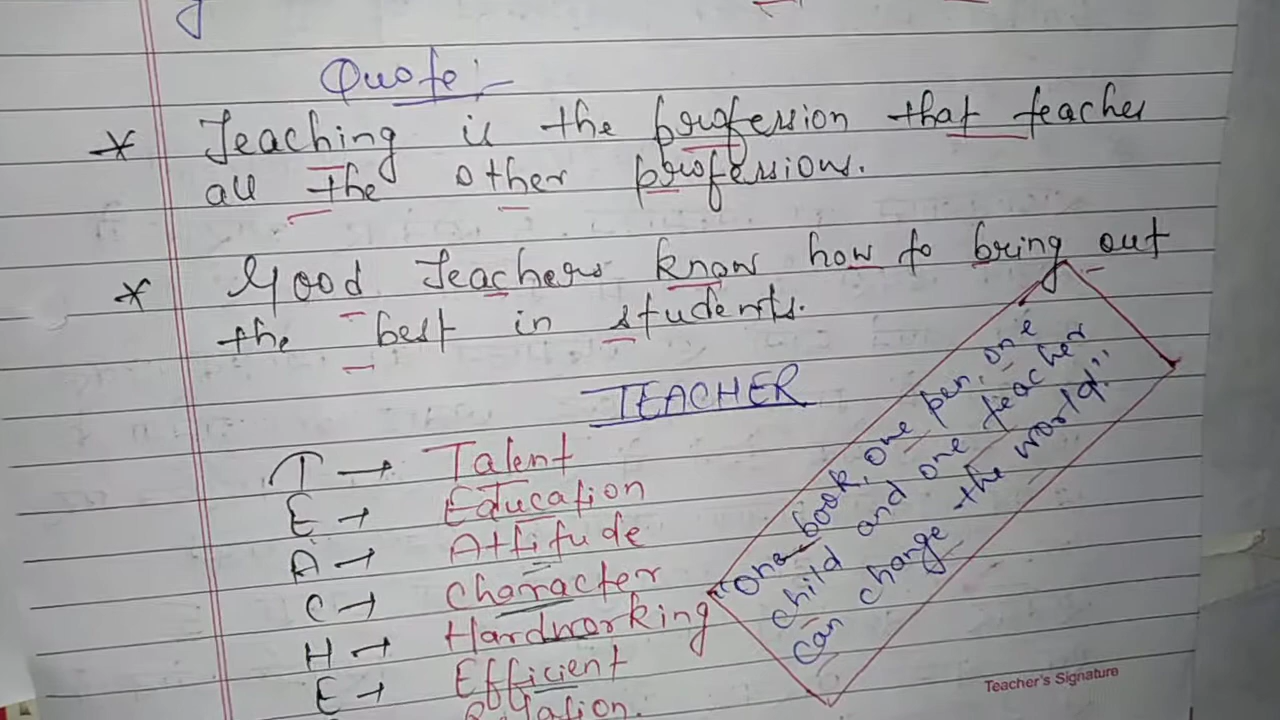 Quote:-
* Teaching is the profession that teaches
all the other professions.
* Good Teachers know how to bring out
the best in students.
TEACHER
T → Talent
E → Education
A → Attitude
C → Character
H → Hardworking
E → Efficient
"One book, one pen, one
child and one teacher
can change the world."
Teacher's Signature